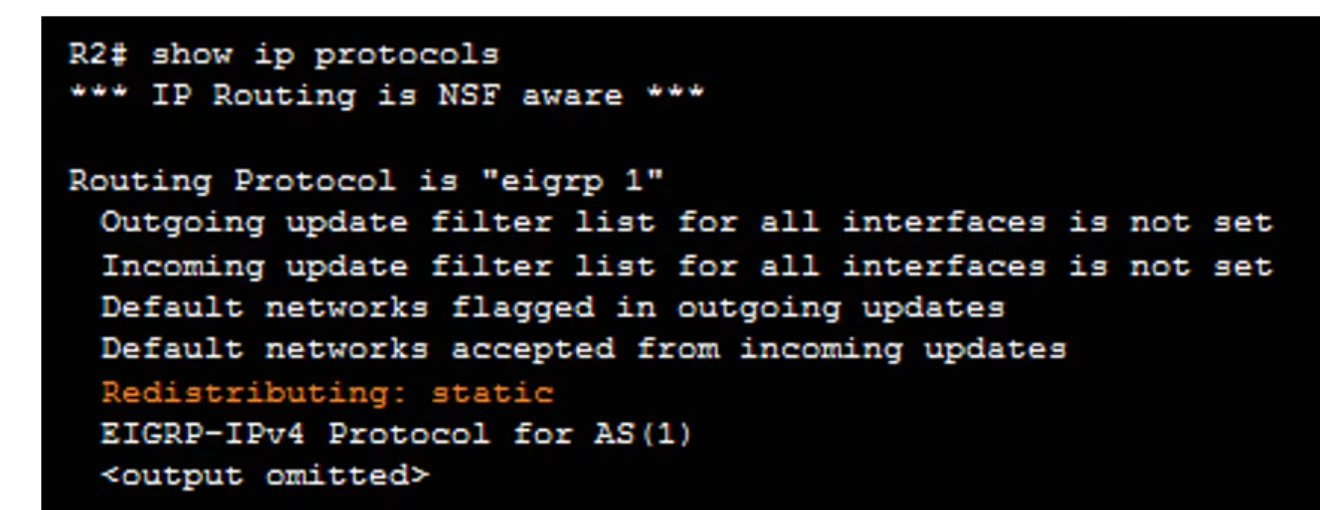 R2# show ip protocols
*** IP Routing is NSF aware ***
Routing Protocol is "eigrp 1"
Outgoing update filter list for all interfaces is not set
Incoming update filter list for all interfaces is not set
Default networks flagged in outgoing updates
Default networks accepted from incoming updates
Redistributing: static
EIGRP-IPv4 Protocol for AS(1)
<output omitted>